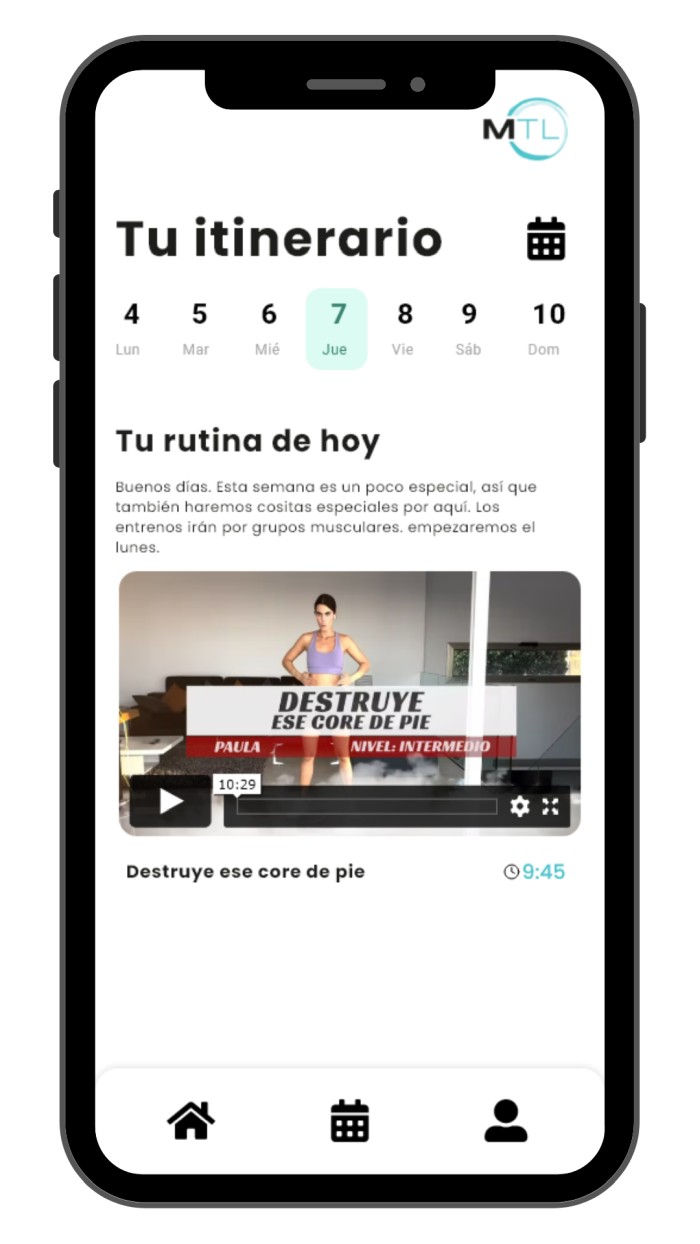 MTL
Tu itinerario
4 5 6 7 8 9 10
Lun Mar Mié Jue Vie Sáb Dom
Tu rutina de hoy
Buenos días. Esta semana es un poco especial, así que
también haremos cositas especiales por aquí. Los
entrenos irán por grupos musculares. empezaremos el
lunes.
DESTRUYE
ESE CORE DE PIE
PAULA NIVEL: INTERMEDIO
10:29
Destruye ese core de pie 9:45